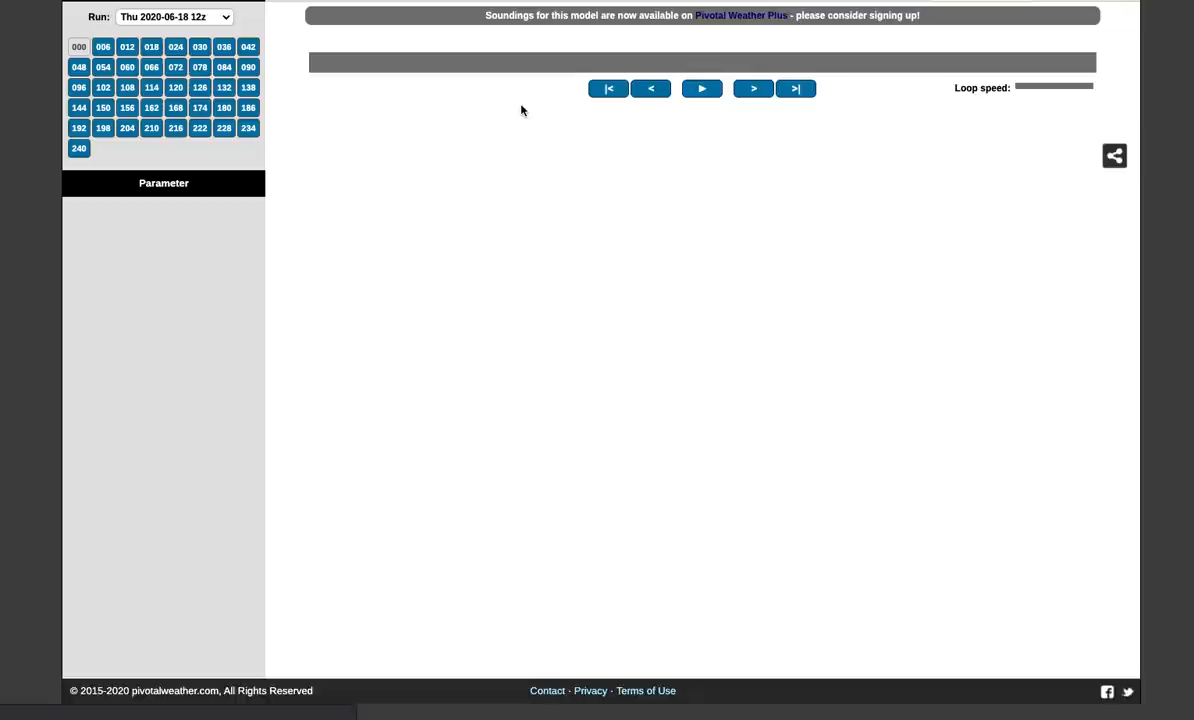 Run: Thu 2020-06-18 12z
Soundings for this model are now available on Pivotal Weather Plus - please consider signing up!
000 006 012 018 024 030 036 042
048 054 060 066 072 078 084 090
096 102 108 114 120 126 132 138
144 150 156 162 168 174 180 186
192 198 204 210 216 222 228 234
240
|< < ► > >|
Loop speed:
Parameter
© 2015-2020 pivotalweather.com, All Rights Reserved
Contact · Privacy · Terms of Use